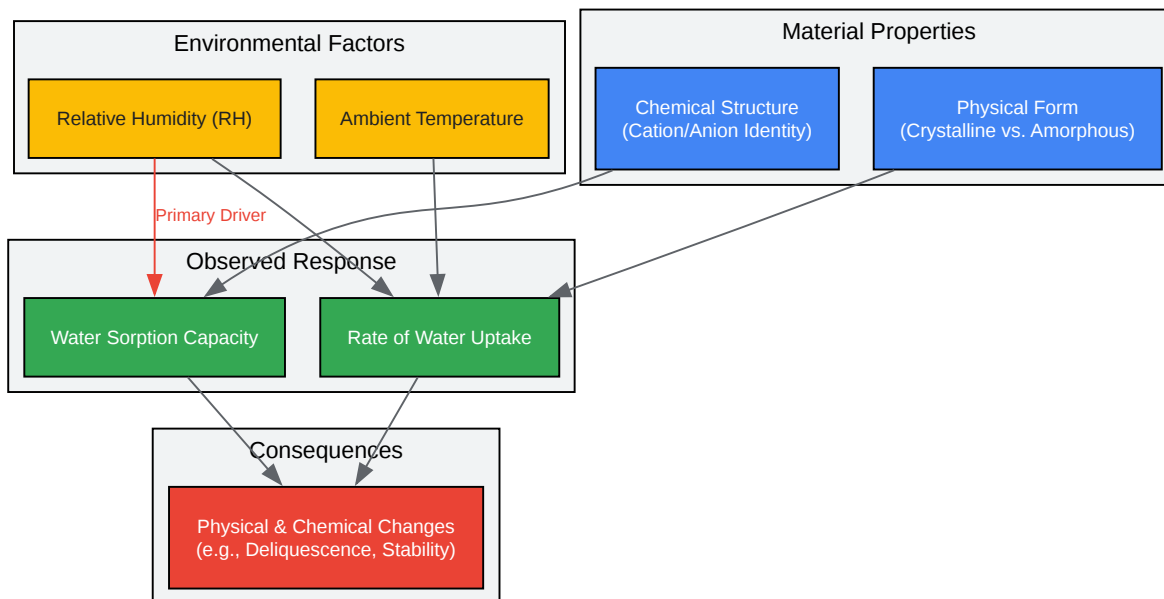 Environmental Factors
Relative Humidity (RH)
Ambient Temperature
Material Properties
Chemical Structure
(Cation/Anion Identity)
Physical Form
(Crystalline vs. Amorphous)
Primary Driver
Observed Response
Water Sorption Capacity
Rate of Water Uptake
Consequences
Physical & Chemical Changes
(e.g., Deliquescence, Stability)